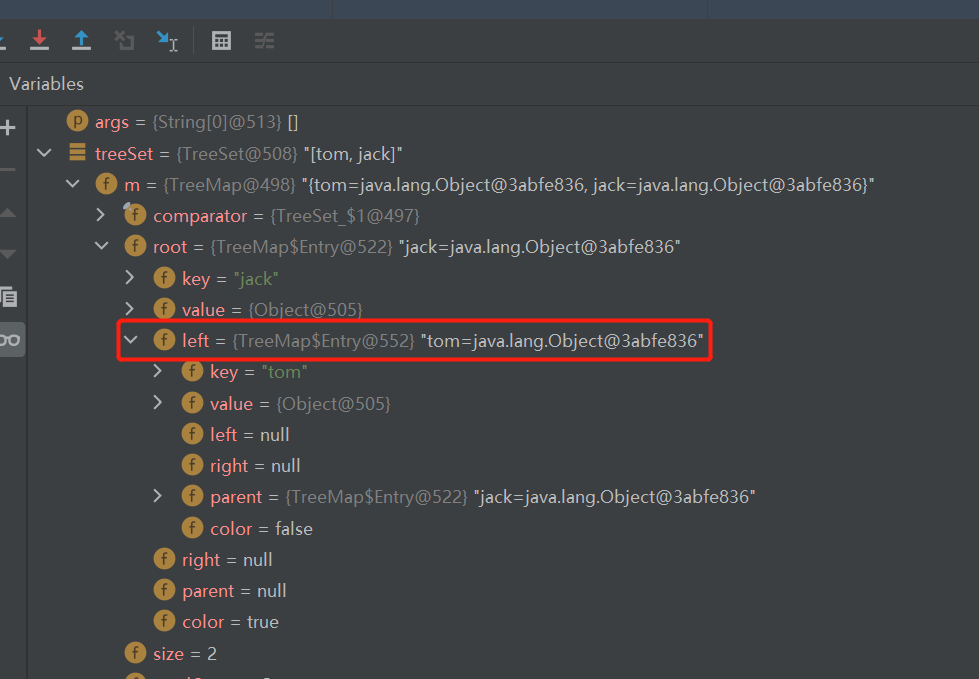 Variables
p args = {String[0]@513} []
treeSet = {TreeSet@508} "[tom, jack]"
f m = {TreeMap@498} "{tom=java.lang.Object@3abfe836, jack=java.lang.Object@3abfe836}"
f comparator = {TreeSet_$1@497}
f root = {TreeMap$Entry@522} "jack=java.lang.Object@3abfe836"
f key = "jack"
f value = {Object@505}
f left = {TreeMap$Entry@552} "tom=java.lang.Object@3abfe836"
f key = "tom"
f value = {Object@505}
f left = null
f right = null
f parent = {TreeMap$Entry@522} "jack=java.lang.Object@3abfe836"
f color = false
f right = null
f parent = null
f color = true
f size = 2